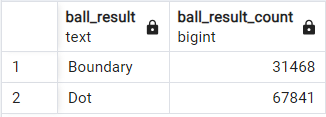 ball_result ball_result_count
text bigint
1 Boundary 31468
2 Dot 67841